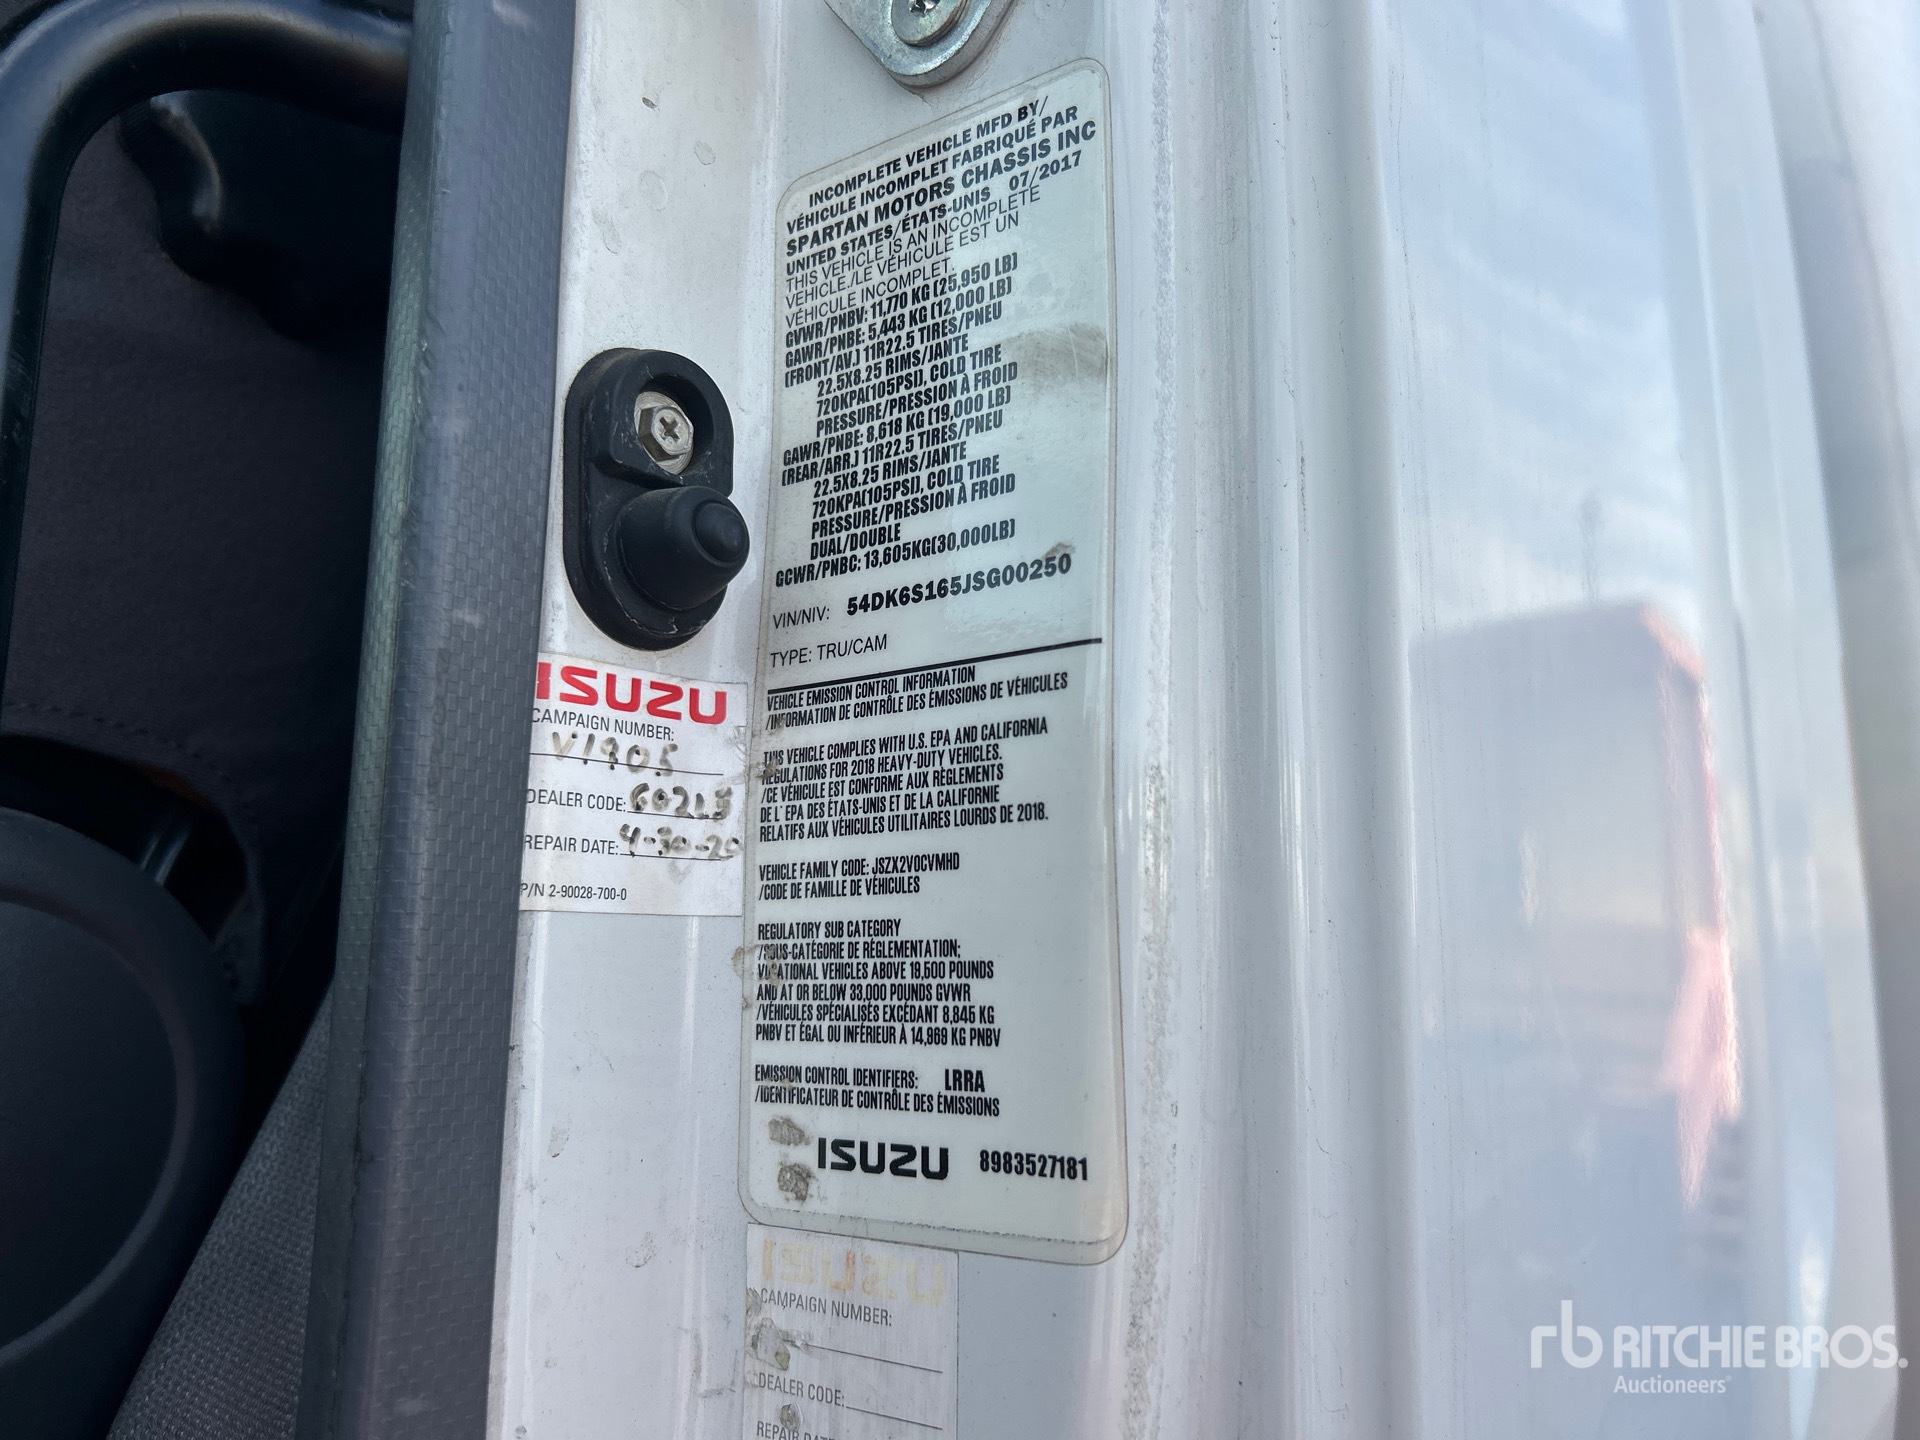 INCOMPLETE VEHICLE MFD BY/
VÉHICULE INCOMPLET FABRIQUÉ PAR
SPARTAN MOTORS CHASSIS INC
UNITED STATES/ÉTATS-UNIS 07/2017
THIS VEHICLE IS AN INCOMPLETE
VEHICLE./LE VÉHICULE EST UN
VÉHICULE INCOMPLET.
GVWR/PNBV: 11,770 KG (25,950 LB)
GAWR/PNBE: 5,443 KG (12,000 LB)
(FRONT/AV.) 11R22.5 TIRES/PNEU
22.5X8.25 RIMS/JANTE
720KPA(105PSI), COLD TIRE
PRESSURE/PRESSION À FROID
GAWR/PNBE: 8,618 KG (19,000 LB)
(REAR/ARR.) 11R22.5 TIRES/PNEU
22.5X8.25 RIMS/JANTE
720KPA(105PSI), COLD TIRE
PRESSURE/PRESSION À FROID
DUAL/DOUBLE
GCWR/PNBC: 13,605KG(30,000LB)
VIN/NIV: 54DK6S165JSG00250
TYPE: TRU/CAM
VEHICLE EMISSION CONTROL INFORMATION
/INFORMATION DE CONTRÔLE DES ÉMISSIONS DE VÉHICULES
THIS VEHICLE COMPLIES WITH U.S. EPA AND CALIFORNIA
REGULATIONS FOR 2018 HEAVY-DUTY VEHICLES.
/CE VÉHICULE EST CONFORME AUX RÈGLEMENTS
DE L' EPA DES ÉTATS-UNIS ET DE LA CALIFORNIE
RELATIFS AUX VÉHICULES UTILITAIRES LOURDS DE 2018.
VEHICLE FAMILY CODE: JSZX2VOCVMHD
/CODE DE FAMILLE DE VÉHICULES
REGULATORY SUB CATEGORY
/SOUS-CATÉGORIE DE RÉGLEMENTATION;
VOCATIONAL VEHICLES ABOVE 19,500 POUNDS
AND AT OR BELOW 33,000 POUNDS GVWR
/VÉHICULES SPÉCIALISÉS EXCÉDANT 8,845 KG
PNBV ET ÉGAL OU INFÉRIEUR À 14,969 KG PNBV
EMISSION CONTROL IDENTIFIERS: LRRA
/IDENTIFICATEUR DE CONTRÔLE DES ÉMISSIONS
ISUZU 8983527181
ISUZU
CAMPAIGN NUMBER:
V1905
DEALER CODE:
REPAIR DATE: 4-30-20
P/N 2-90028-700-0
ISUZU
CAMPAIGN NUMBER:
DEALER CODE:
REPAIR DATE
rb RITCHIE BROS.
Auctioneers